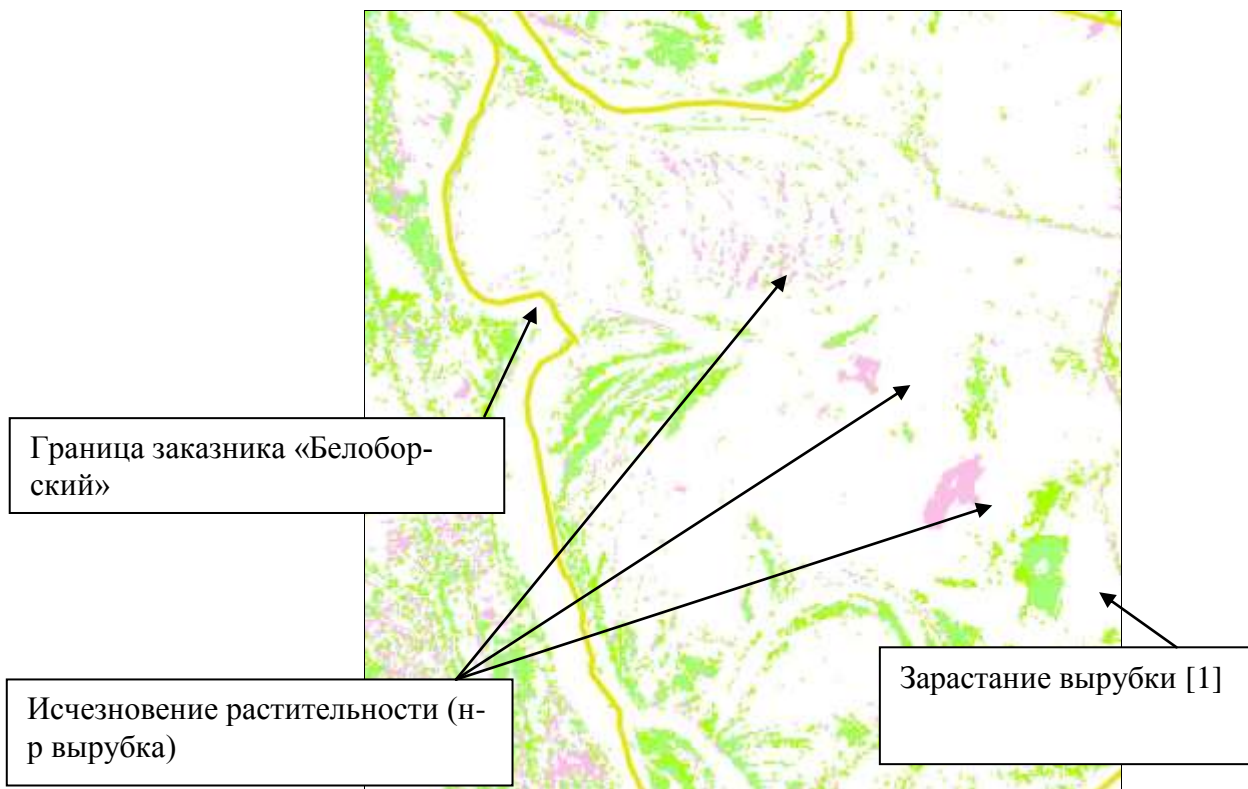 Граница заказника «Белобор-
ский»
Исчезновение растительности (н-
р вырубка)
Зарастание вырубки [1]